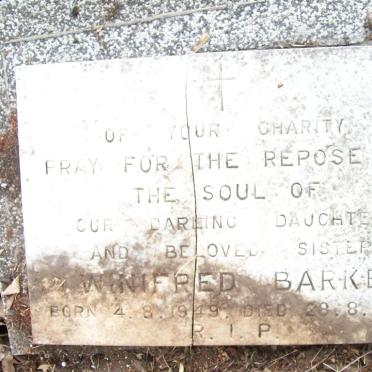 OF YOUR CHARITY
PRAY FOR THE REPOSE
THE SOUL OF
OUR DARLING DAUGHTE
AND BELOVED SISTER
WINIFRED BARKE
BORN 4.8.1949. DIED 28.8.
R.I.P.